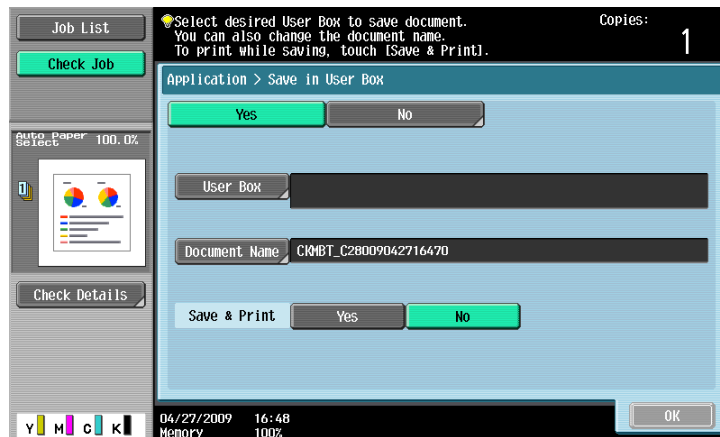 Job List
Check Job
Select desired User Box to save document.
You can also change the document name.
To print while saving, touch [Save & Print].
Copies:
1
Application > Save in User Box
Yes
No
Auto Paper
Select
100.0%
1
User Box
Document Name
CKMBT_C28009042716470
Check Details
Save & Print
Yes
No
OK
Y M C K
04/27/2009 16:48
Memory 100%